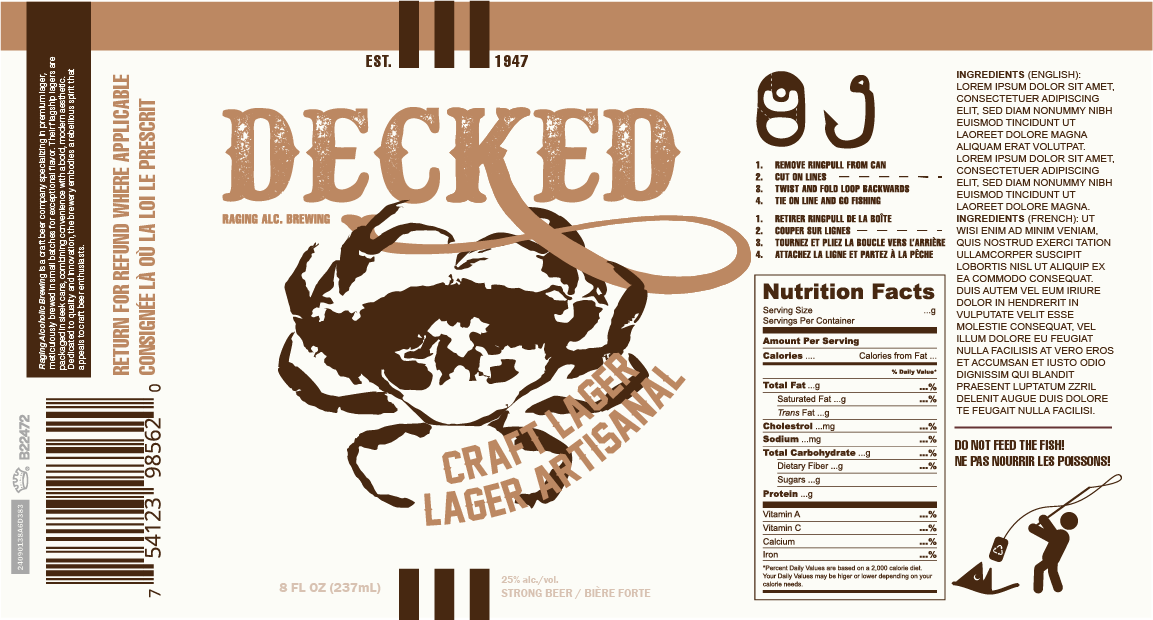 Raging Alcoholic Brewing is a craft beer company specializing in premium lager,
meticulously brewed in small batches for exceptional flavor. Their flagship lagers are
packaged in sleek cans, combining convenience with a bold, modern aesthetic.
Dedicated to quality and innovation, the brewery embodies a rebellious spirit that
appeals to craft beer enthusiasts.
RETURN FOR REFUND WHERE APPLICABLE
CONSIGNÉE LÀ OÙ LA LOI LE PRESCRIT
24090138A6D383
B22472
7 54123 98562 0
EST. 1947
DECKED
RAGING ALC. BREWING
CRAFT LAGER
LAGER ARTISANAL
8 FL OZ (237mL)
25% alc./vol.
STRONG BEER / BIÈRE FORTE
1. REMOVE RINGPULL FROM CAN
2. CUT ON LINES
3. TWIST AND FOLD LOOP BACKWARDS
4. TIE ON LINE AND GO FISHING
1. RETIRER RINGPULL DE LA BOÎTE
2. COUPER SUR LIGNES
3. TOURNEZ ET PLIEZ LA BOUCLE VERS L'ARRIÈRE
4. ATTACHEZ LA LIGNE ET PARTEZ À LA PÊCHE
Nutrition Facts
Serving Size ...g
Servings Per Container
Amount Per Serving
Calories .... Calories from Fat ...
% Daily Value*
Total Fat ...g ...%
Saturated Fat ...g ...%
Trans Fat ...g
Cholestrol ...mg ...%
Sodium ...mg ...%
Total Carbohydrate ...g ...%
Dietary Fiber ...g ...%
Sugars ...g
Protein ...g
Vitamin A ...%
Vitamin C ...%
Calcium ...%
Iron ...%
*Percent Daily Values are based on a 2,000 calorie diet.
Your Daily Values may be higer or lower depending on your
calorie needs.
INGREDIENTS (ENGLISH):
LOREM IPSUM DOLOR SIT AMET,
CONSECTETUER ADIPISCING
ELIT, SED DIAM NONUMMY NIBH
EUISMOD TINCIDUNT UT
LAOREET DOLORE MAGNA
ALIQUAM ERAT VOLUTPAT.
LOREM IPSUM DOLOR SIT AMET,
CONSECTETUER ADIPISCING
ELIT, SED DIAM NONUMMY NIBH
EUISMOD TINCIDUNT UT
LAOREET DOLORE MAGNA.
INGREDIENTS (FRENCH): UT
WISI ENIM AD MINIM VENIAM,
QUIS NOSTRUD EXERCI TATION
ULLAMCORPER SUSCIPIT
LOBORTIS NISL UT ALIQUIP EX
EA COMMODO CONSEQUAT.
DUIS AUTEM VEL EUM IRIURE
DOLOR IN HENDRERIT IN
VULPUTATE VELIT ESSE
MOLESTIE CONSEQUAT, VEL
ILLUM DOLORE EU FEUGIAT
NULLA FACILISIS AT VERO EROS
ET ACCUMSAN ET IUSTO ODIO
DIGNISSIM QUI BLANDIT
PRAESENT LUPTATUM ZZRIL
DELENIT AUGUE DUIS DOLORE
TE FEUGAIT NULLA FACILISI.
DO NOT FEED THE FISH!
NE PAS NOURRIR LES POISSONS!